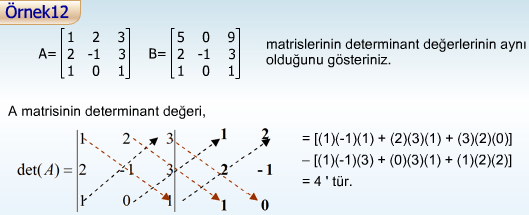 Örnek12
A= [1 2 3 B= [5 0 9
2 -1 3 2 -1 3
1 0 1] 1 0 1]
matrislerinin determinant değerlerinin aynı
olduğunu gösteriniz.
A matrisinin determinant değeri,
1 2 3 1 2
det(A) = 2 -1 3 2 -1
1 0 1 1 0
= [(1)(-1)(1) + (2)(3)(1) + (3)(2)(0)]
– [(1)(-1)(3) + (0)(3)(1) + (1)(2)(2)]
= 4 ' tür.